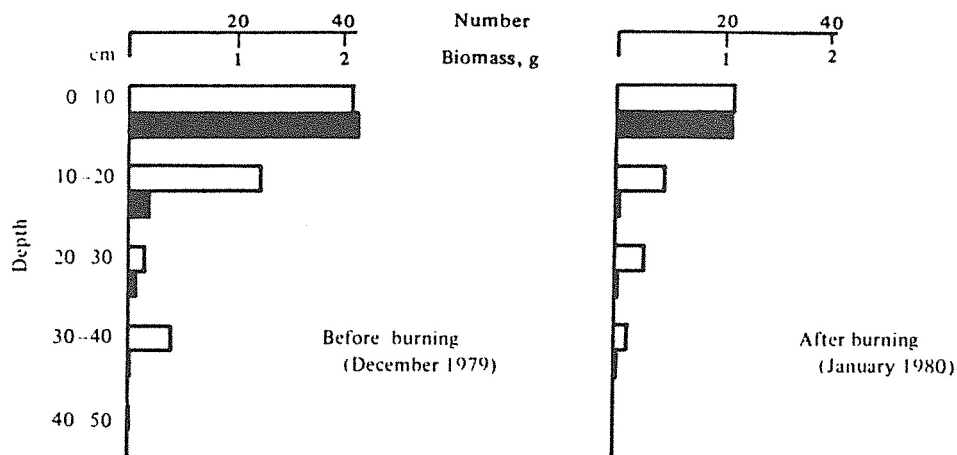 20 40 Number 20 40
cm 1 2 Biomass, g 1 2
0 10
10--20
20 30
30--40
40 50
Depth
Before burning
(December 1979)
After burning
(January 1980)